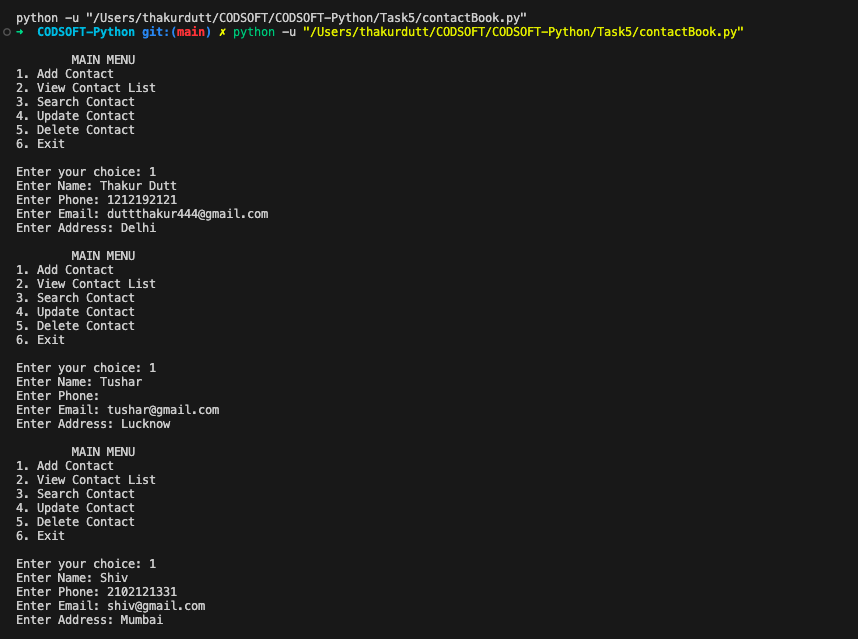 python -u "/Users/thakurdutt/CODSOFT/CODSOFT-Python/Task5/contactBook.py"
➜  CODSOFT-Python git:(main) ✗ python -u "/Users/thakurdutt/CODSOFT/CODSOFT-Python/Task5/contactBook.py"
MAIN MENU
1. Add Contact
2. View Contact List
3. Search Contact
4. Update Contact
5. Delete Contact
6. Exit
Enter your choice: 1
Enter Name: Thakur Dutt
Enter Phone: 1212192121
Enter Email: duttthakur444@gmail.com
Enter Address: Delhi
MAIN MENU
1. Add Contact
2. View Contact List
3. Search Contact
4. Update Contact
5. Delete Contact
6. Exit
Enter your choice: 1
Enter Name: Tushar
Enter Phone:
Enter Email: tushar@gmail.com
Enter Address: Lucknow
MAIN MENU
1. Add Contact
2. View Contact List
3. Search Contact
4. Update Contact
5. Delete Contact
6. Exit
Enter your choice: 1
Enter Name: Shiv
Enter Phone: 2102121331
Enter Email: shiv@gmail.com
Enter Address: Mumbai